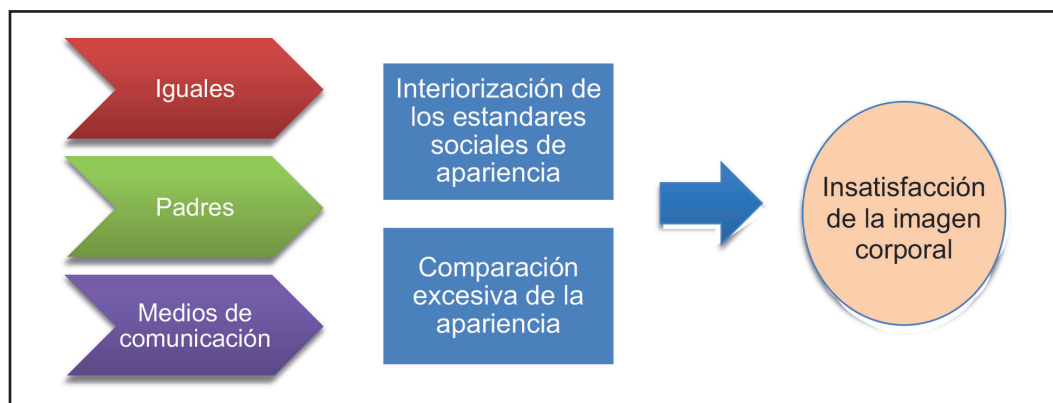 Iguales
Padres
Medios de
comunicación
Interiorización de
los estandares
sociales de
apariencia
Comparación
excesiva de la
apariencia
Insatisfacción
de la imagen
corporal